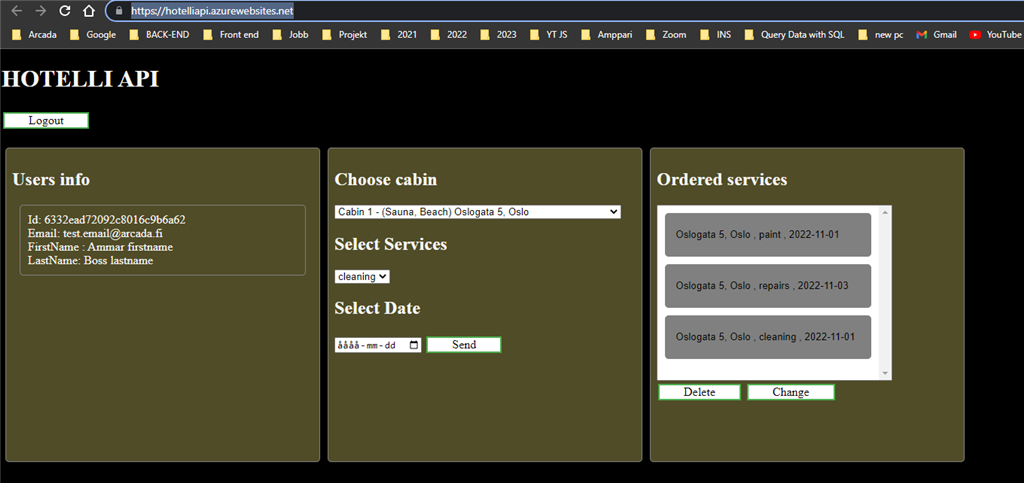 https://hotelliapi.azurewebsites.net
Arcada Google BACK-END Front end Jobb Projekt 2021 2022 2023 YT JS Amppari Zoom INS Query Data with SQL new pc Gmail YouTube
HOTELLI API
Logout
Users info
Id: 6332ead72092c8016c9b6a62
Email: test.email@arcada.fi
FirstName : Ammar firstname
LastName: Boss lastname
Choose cabin
Cabin 1 - (Sauna, Beach) Oslogata 5, Oslo
Select Services
cleaning
Select Date
åååå-mm-dd
Send
Ordered services
Oslogata 5, Oslo , paint , 2022-11-01
Oslogata 5, Oslo , repairs , 2022-11-03
Oslogata 5, Oslo , cleaning , 2022-11-01
Delete Change